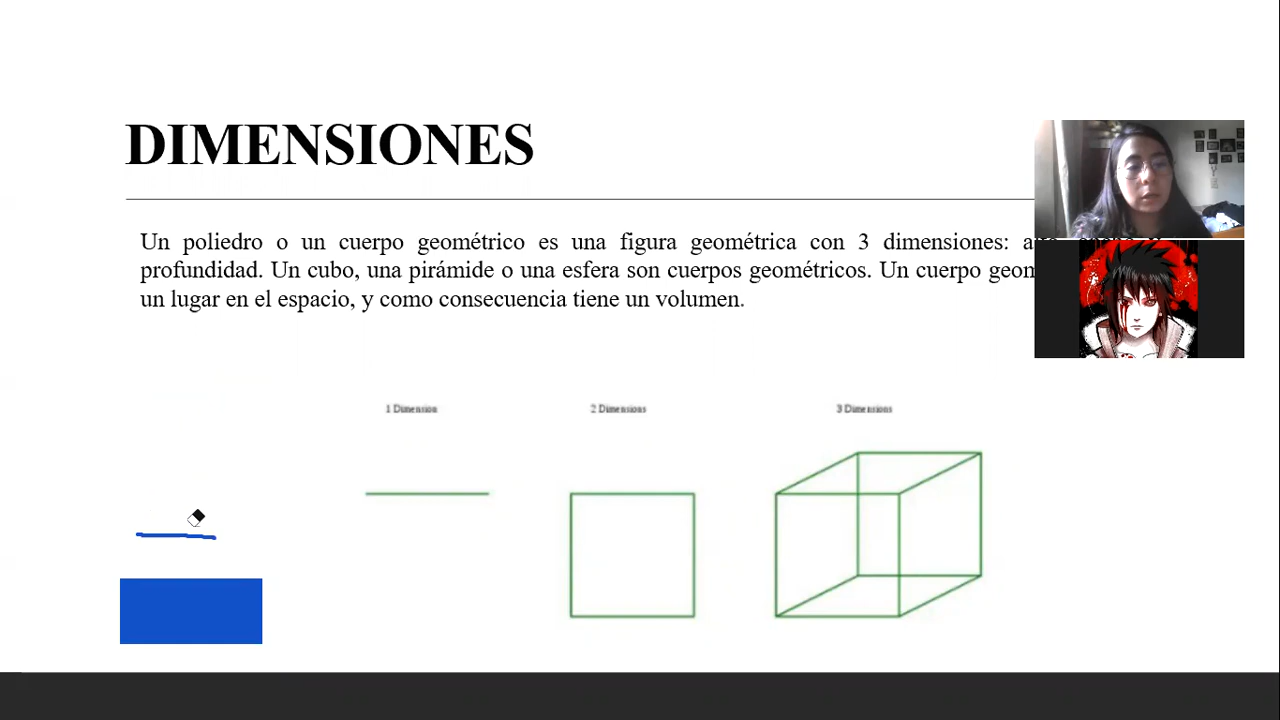 DIMENSIONES
Un poliedro o un cuerpo geométrico es una figura geométrica con 3 dimensiones:
profundidad. Un cubo, una pirámide o una esfera son cuerpos geométricos. Un cuerpo
un lugar en el espacio, y como consecuencia tiene un volumen.
1 Dimension
2 Dimensions
3 Dimensions